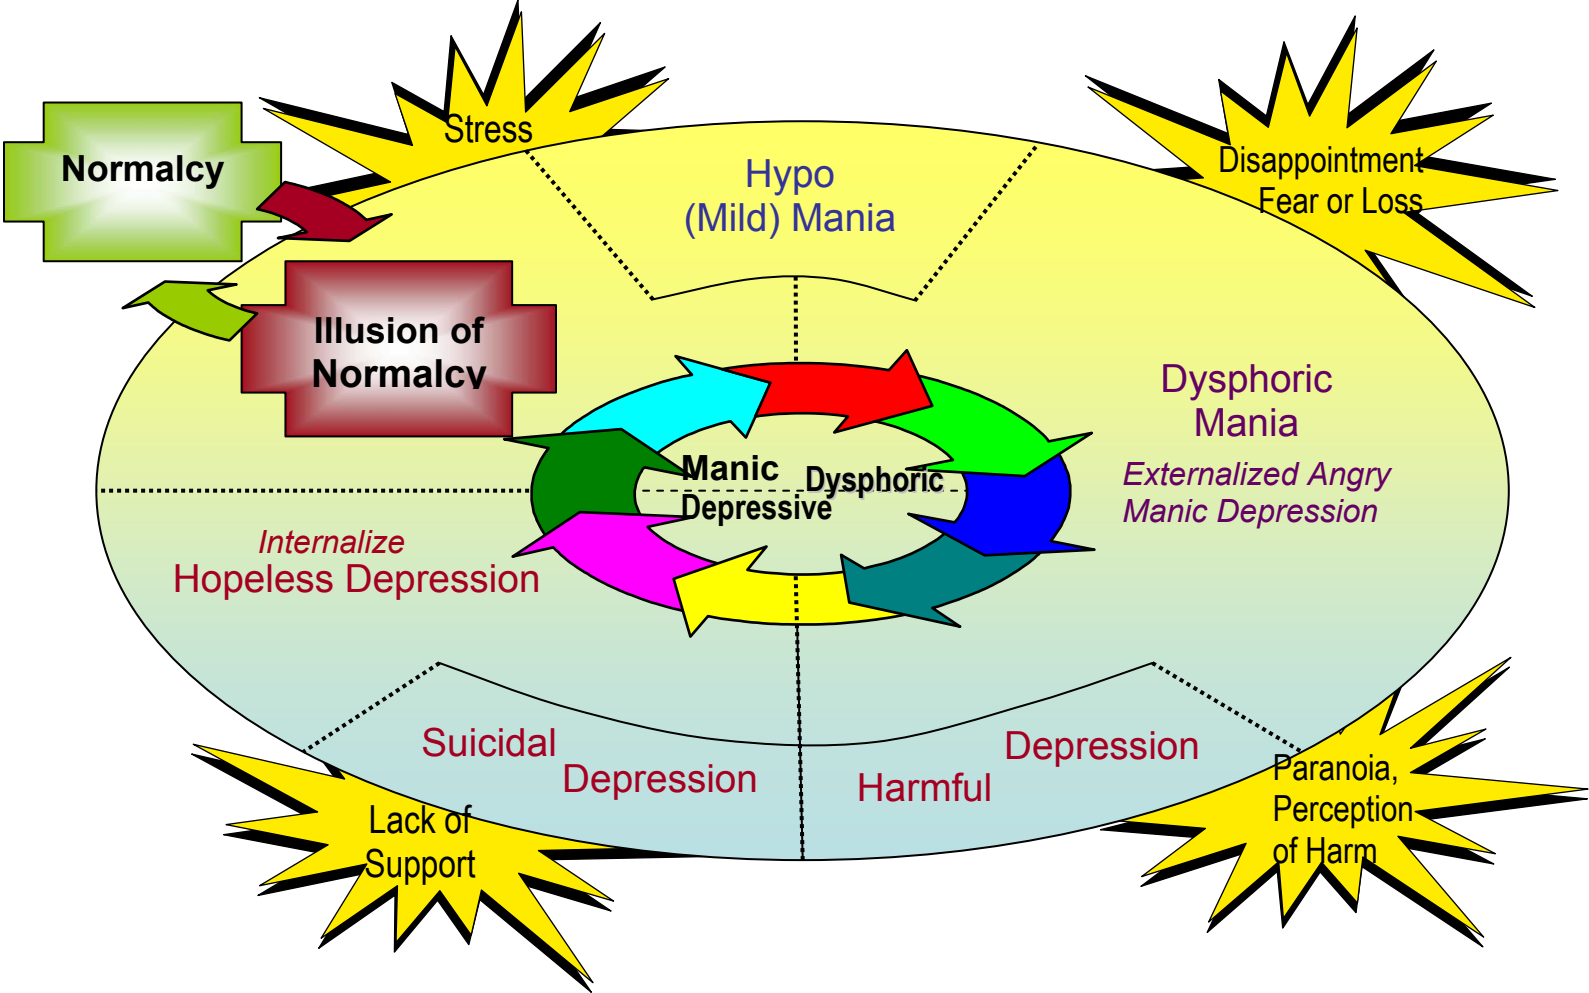 Stress
Normalcy
Hypo
(Mild) Mania
Disappointment
Fear or Loss
Illusion of
Normalcy
Dysphoric
Mania
Externalized Angry
Manic Depression
Manic
Depressive
Dysphoric
Internalize
Hopeless Depression
Suicidal
Depression
Harmful
Depression
Lack of
Support
Paranoia,
Perception
of Harm